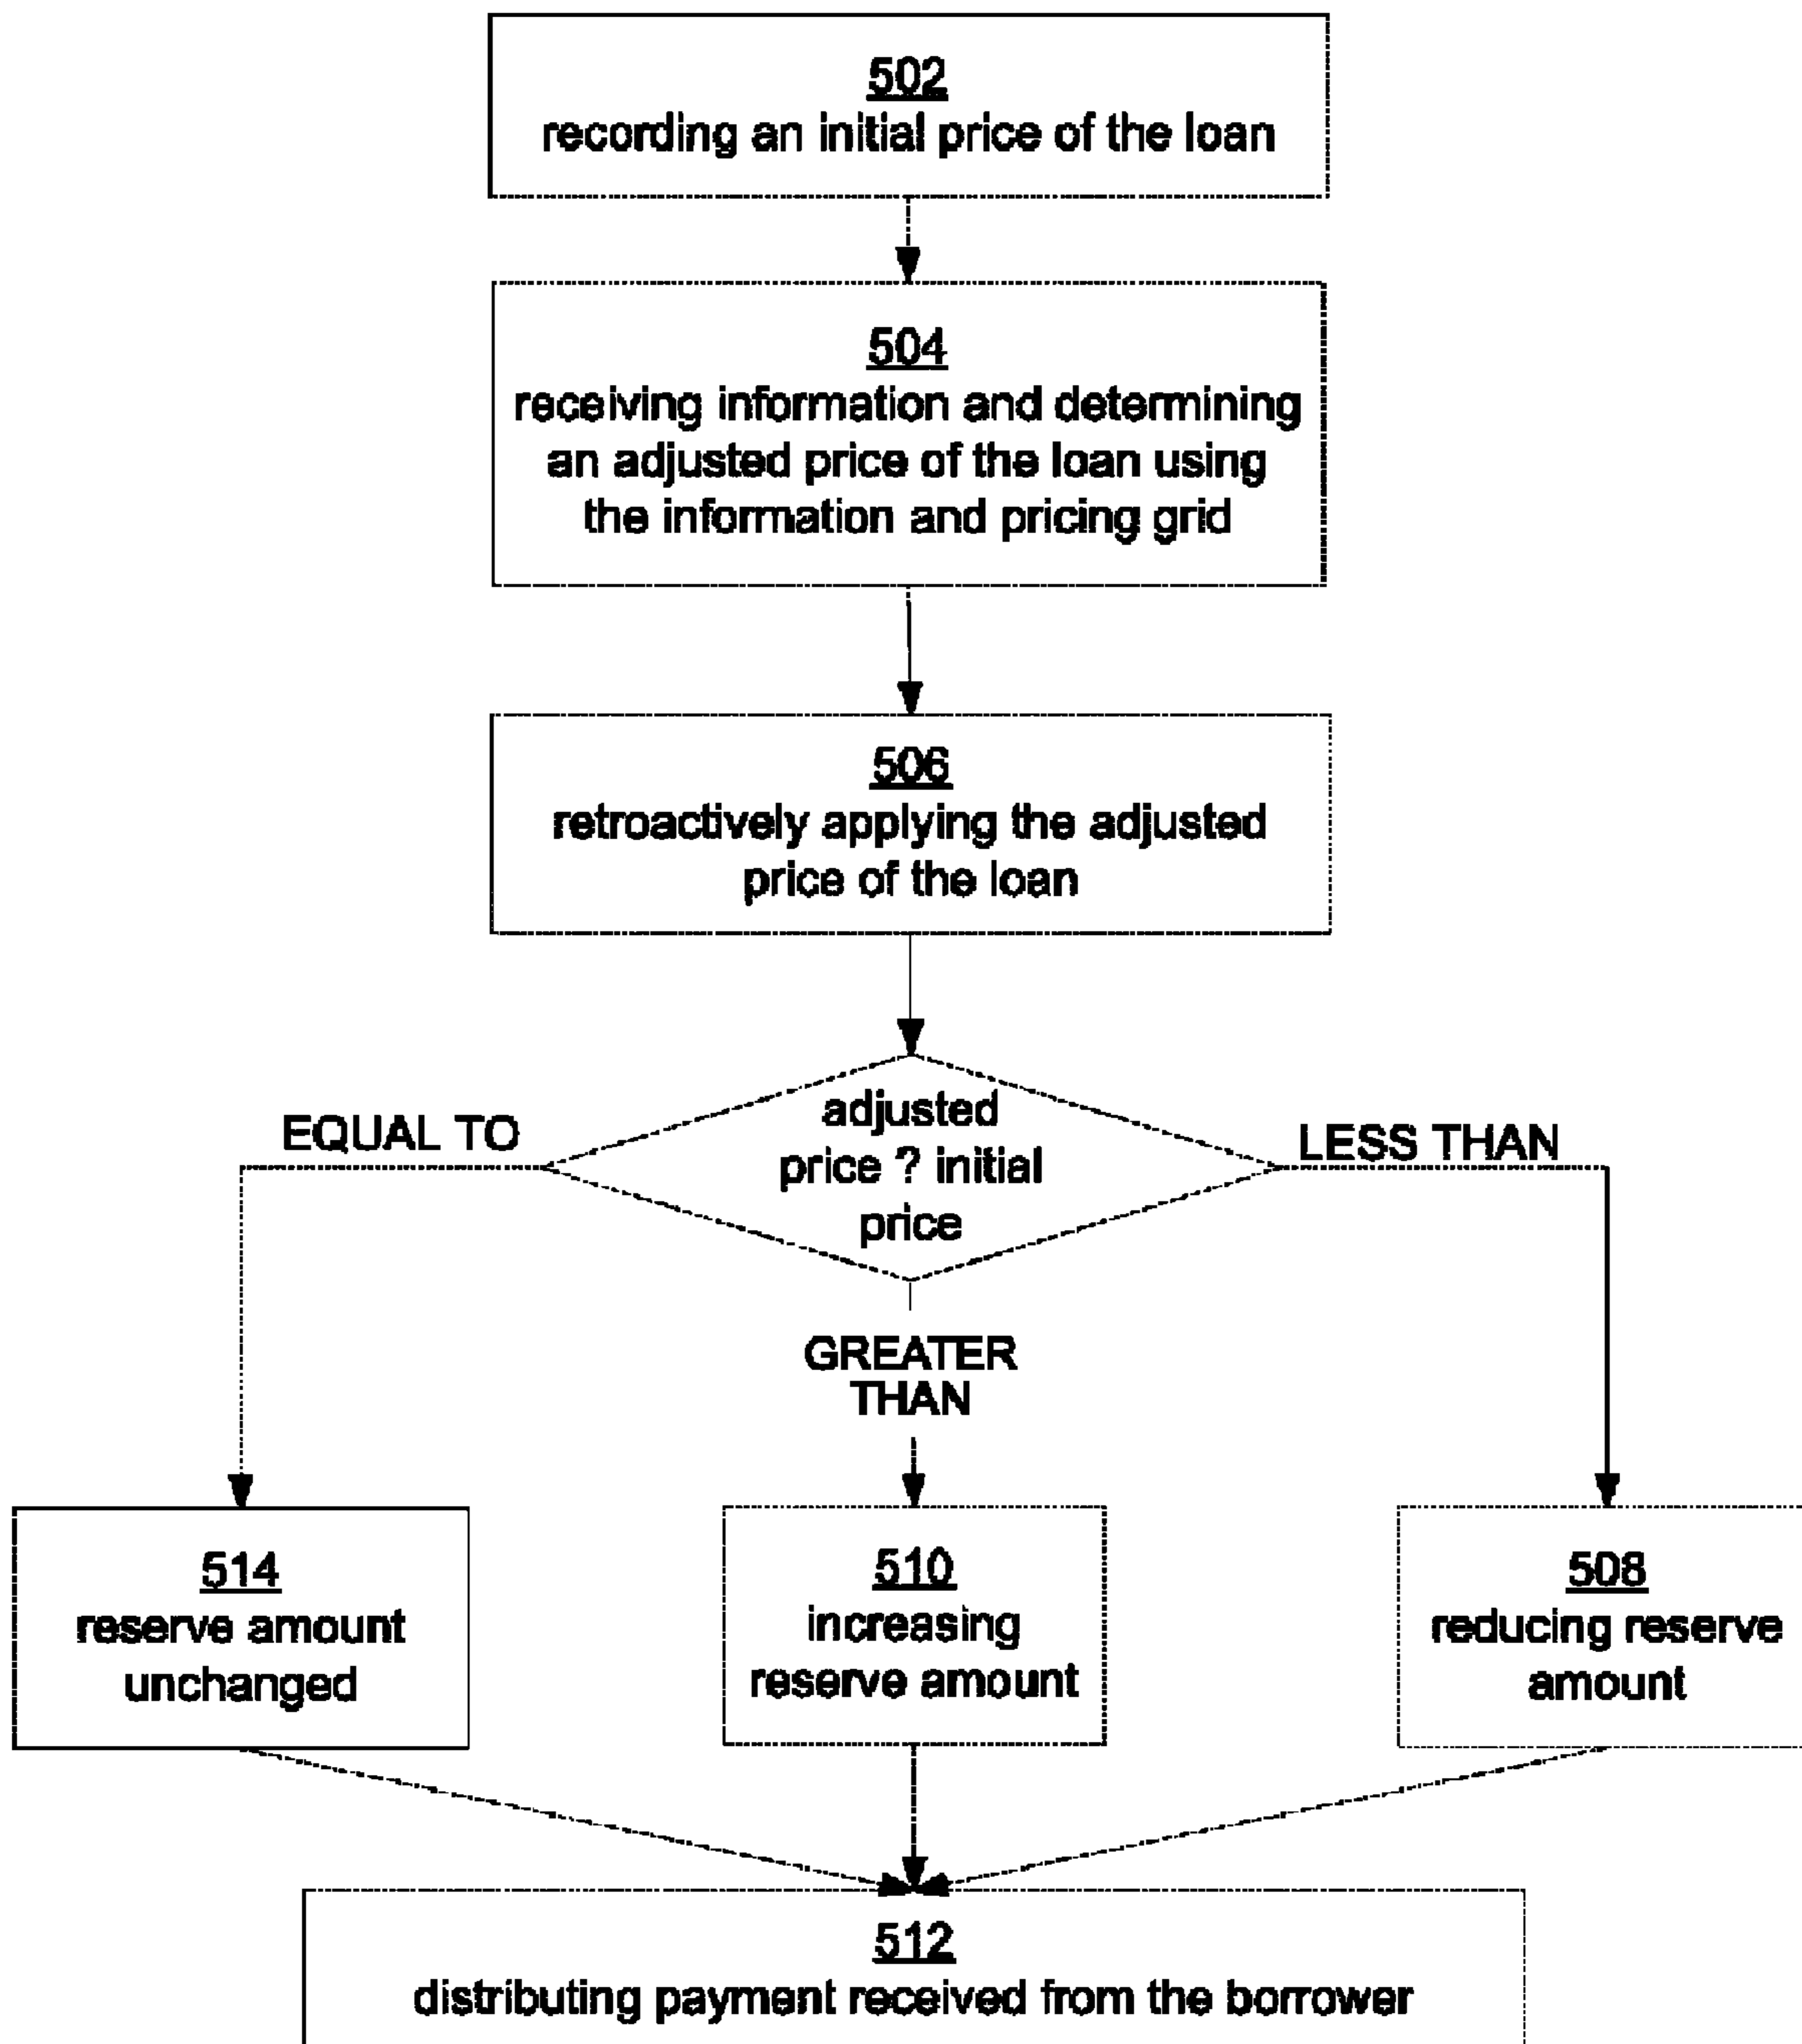 502
recording an initial price of the loan
504
receiving information and determining
an adjusted price of the loan using
the information and pricing grid
506
retroactively applying the adjusted
price of the loan
adjusted
price ? initial
price
EQUAL TO
LESS THAN
GREATER
THAN
514
reserve amount
unchanged
510
increasing
reserve amount
508
reducing reserve
amount
512
distributing payment received from the borrower